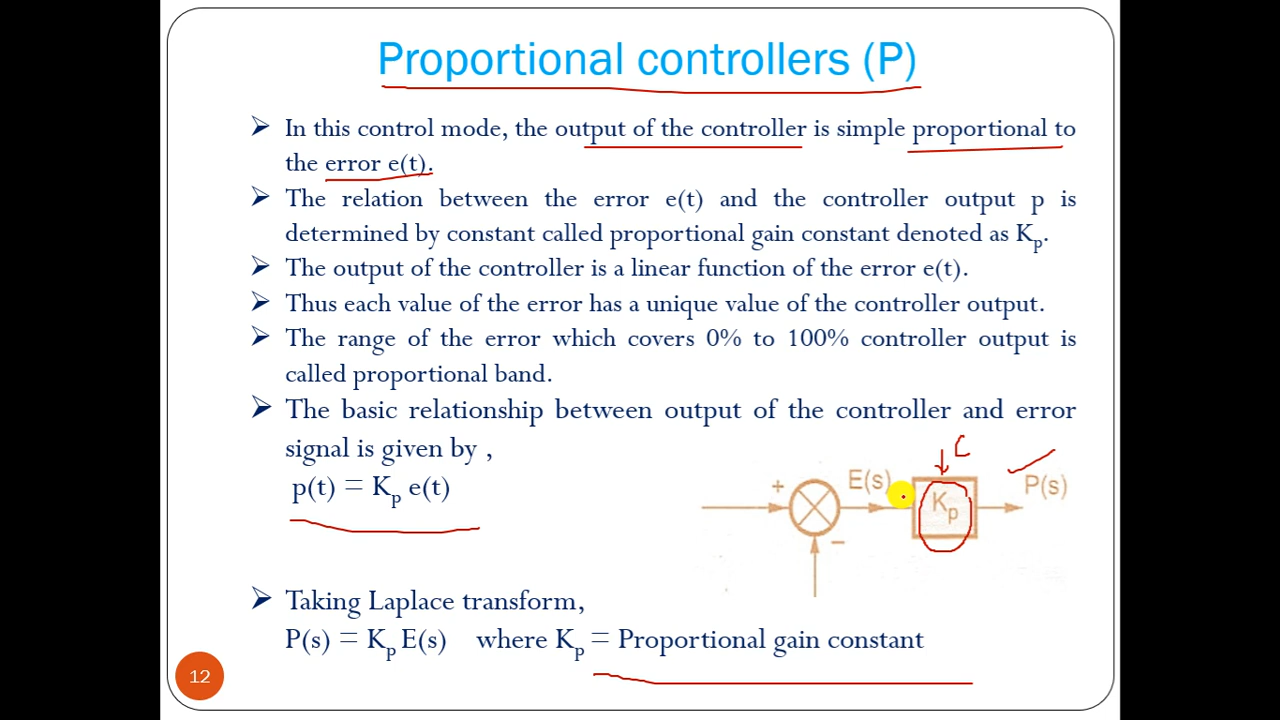 Proportional controllers (P)
➢ In this control mode, the output of the controller is simple proportional to
the error e(t).
➢ The relation between the error e(t) and the controller output p is
determined by constant called proportional gain constant denoted as Kp.
➢ The output of the controller is a linear function of the error e(t).
➢ Thus each value of the error has a unique value of the controller output.
➢ The range of the error which covers 0% to 100% controller output is
called proportional band.
➢ The basic relationship between output of the controller and error
signal is given by ,
p(t) = Kp e(t)
C
+ E(s) Kp P(s)
−
➢ Taking Laplace transform,
P(s) = Kp E(s) where Kp = Proportional gain constant
12